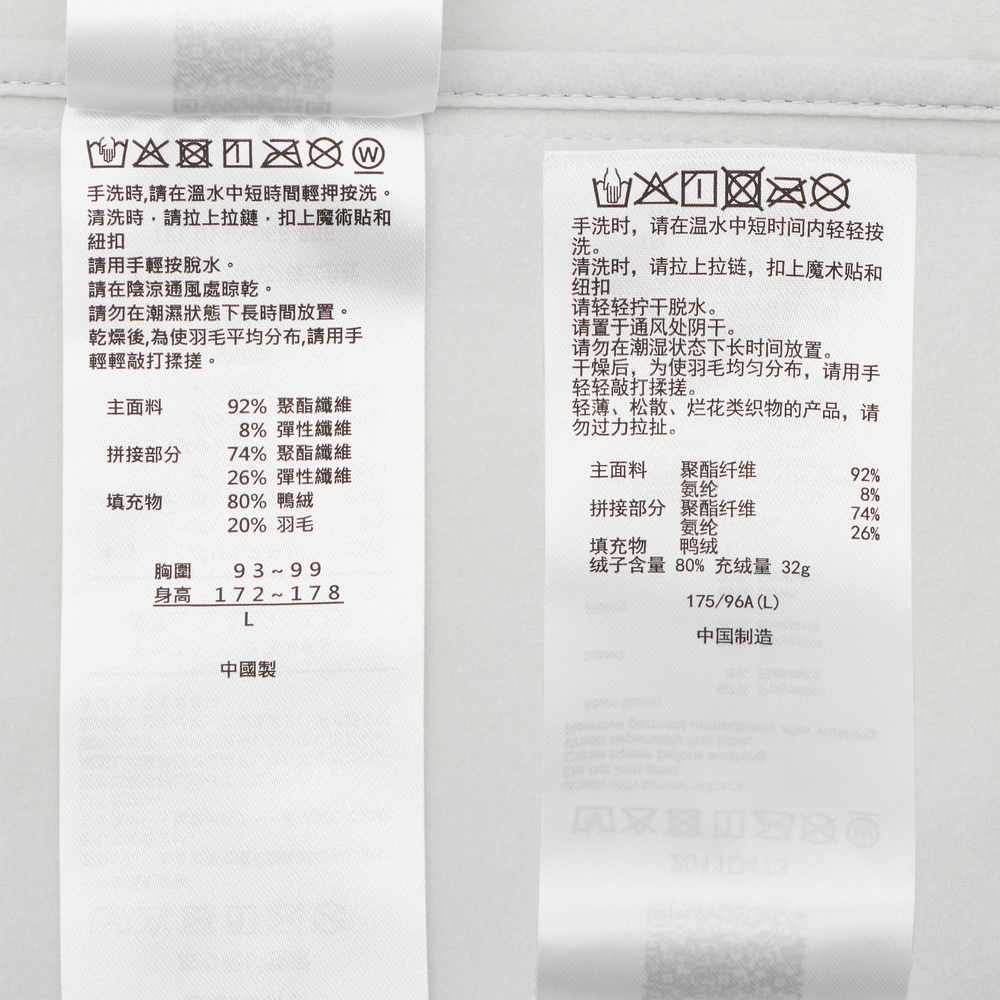 W
手洗時,請在溫水中短時間輕押按洗。
清洗時，請拉上拉鏈，扣上魔術貼和
紐扣
請用手輕按脫水。
請在陰涼通風處晾乾。
請勿在潮濕狀態下長時間放置。
乾燥後,為使羽毛平均分布,請用手
輕輕敲打揉搓。
主面料 92% 聚酯纖維
8% 彈性纖維
拼接部分 74% 聚酯纖維
26% 彈性纖維
填充物 80% 鴨絨
20% 羽毛
胸圍 93~99
身高 172~178
L
中國製
手洗时，请在温水中短时间内轻轻按
洗。
清洗时，请拉上拉链，扣上魔术贴和
纽扣
请轻轻拧干脱水。
请置于通风处阴干。
请勿在潮湿状态下长时间放置。
干燥后，为使羽毛均匀分布，请用手
轻轻敲打揉搓。
轻薄、松散、烂花类织物的产品，请
勿过力拉扯。
主面料 聚酯纤维 92%
氨纶 8%
拼接部分 聚酯纤维 74%
氨纶 26%
填充物 鸭绒
绒子含量 80% 充绒量 32g
175/96A(L)
中国制造